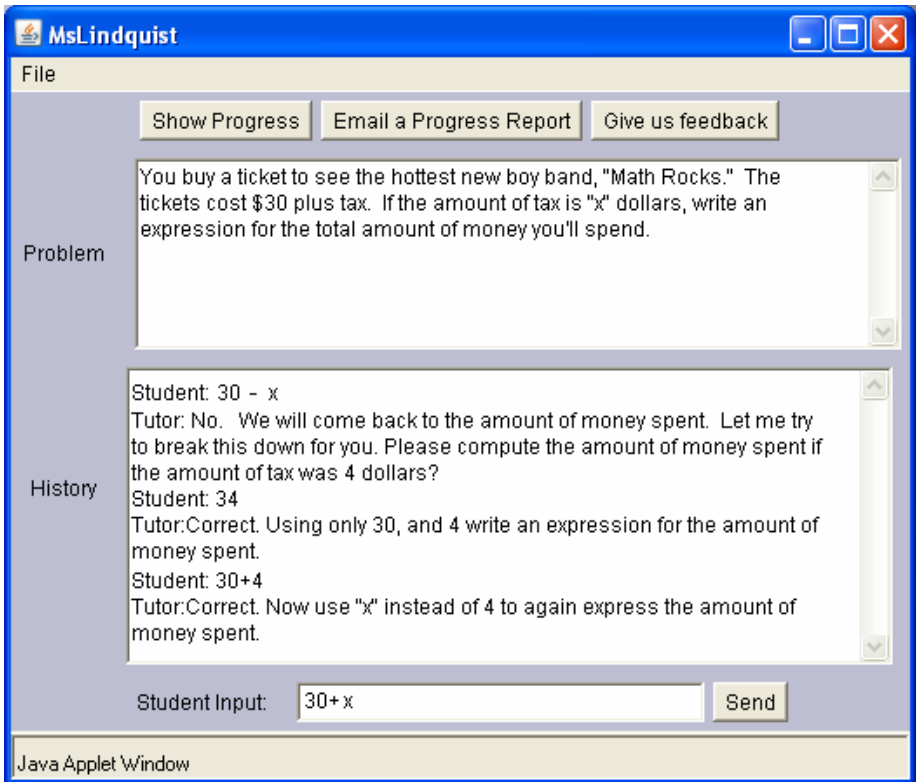 MsLindquist
File
Show Progress Email a Progress Report Give us feedback
Problem
You buy a ticket to see the hottest new boy band, "Math Rocks." The
tickets cost $30 plus tax. If the amount of tax is "x" dollars, write an
expression for the total amount of money you'll spend.
History
Student: 30 - x
Tutor: No. We will come back to the amount of money spent. Let me try
to break this down for you. Please compute the amount of money spent if
the amount of tax was 4 dollars?
Student: 34
Tutor:Correct. Using only 30, and 4 write an expression for the amount of
money spent.
Student: 30+4
Tutor:Correct. Now use "x" instead of 4 to again express the amount of
money spent.
Student Input: 30+x Send
Java Applet Window